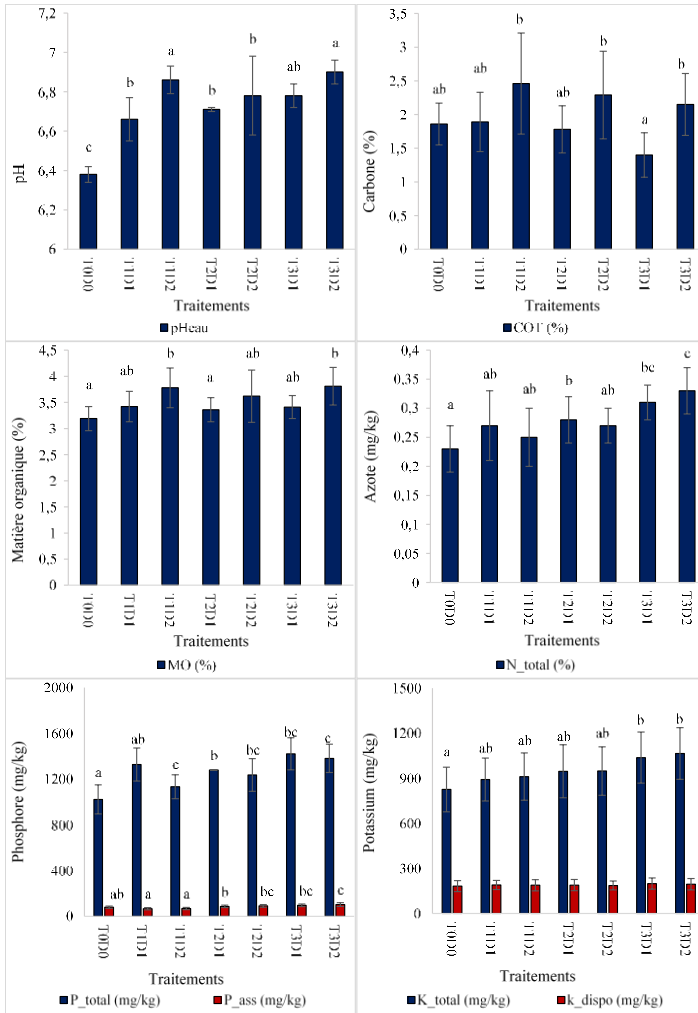 7,2
7
6,8
6,6
6,4
6,2
6
pH
c
b
a
b
b
ab
a
T0D0
T1D1
T1D2
T2D1
T2D2
T3D1
T3D2
Traitements
pHeau
3,5
3
2,5
2
1,5
1
0,5
0
Carbone (%)
ab
ab
b
ab
b
a
b
T0D0
T1D1
T1D2
T2D1
T2D2
T3D1
T3D2
Traitements
COT (%)
4,5
4
3,5
3
2,5
2
1,5
1
0,5
0
Matière organique (%)
a
ab
b
a
ab
ab
b
T0D0
T1D1
T1D2
T2D1
T2D2
T3D1
T3D2
Traitements
MO (%)
0,4
0,35
0,3
0,25
0,2
0,15
0,1
0,05
0
Azote (mg/kg)
a
ab
ab
b
ab
bc
c
T0D0
T1D1
T1D2
T2D1
T2D2
T3D1
T3D2
Traitements
N_total (%)
2000
1600
1200
800
400
0
Phosphore (mg/kg)
a
ab
c
b
bc
bc
c
ab
a
a
b
bc
bc
c
T0D0
T1D1
T1D2
T2D1
T2D2
T3D1
T3D2
Traitements
P_total (mg/kg) P_ass (mg/kg)
1500
1200
900
600
300
0
Potassium (mg/kg)
a
ab
ab
ab
ab
b
b
T0D0
T1D1
T1D2
T2D1
T2D2
T3D1
T3D2
Traitements
K_total (mg/kg) k_dispo (mg/kg)